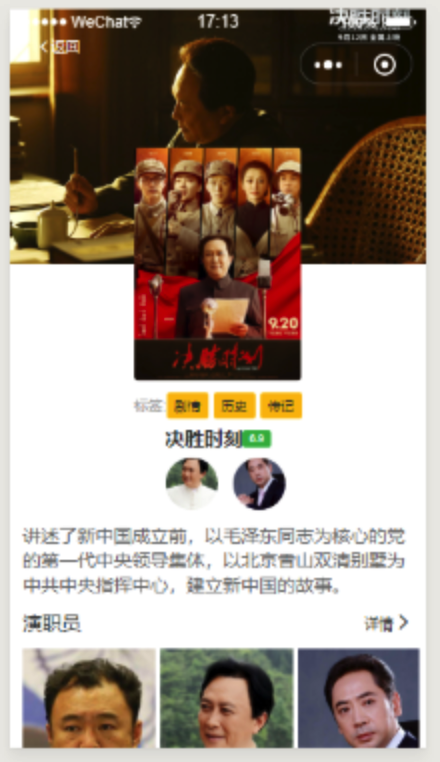 WeChat 17:13
返回
9.20
决胜时刻
标签: 剧情 历史 传记
决胜时刻 6.9
讲述了新中国成立前，以毛泽东同志为核心的党
的第一代中央领导集体，以北京香山双清别墅为
中共中央指挥中心，建立新中国的故事。
演职员 详情